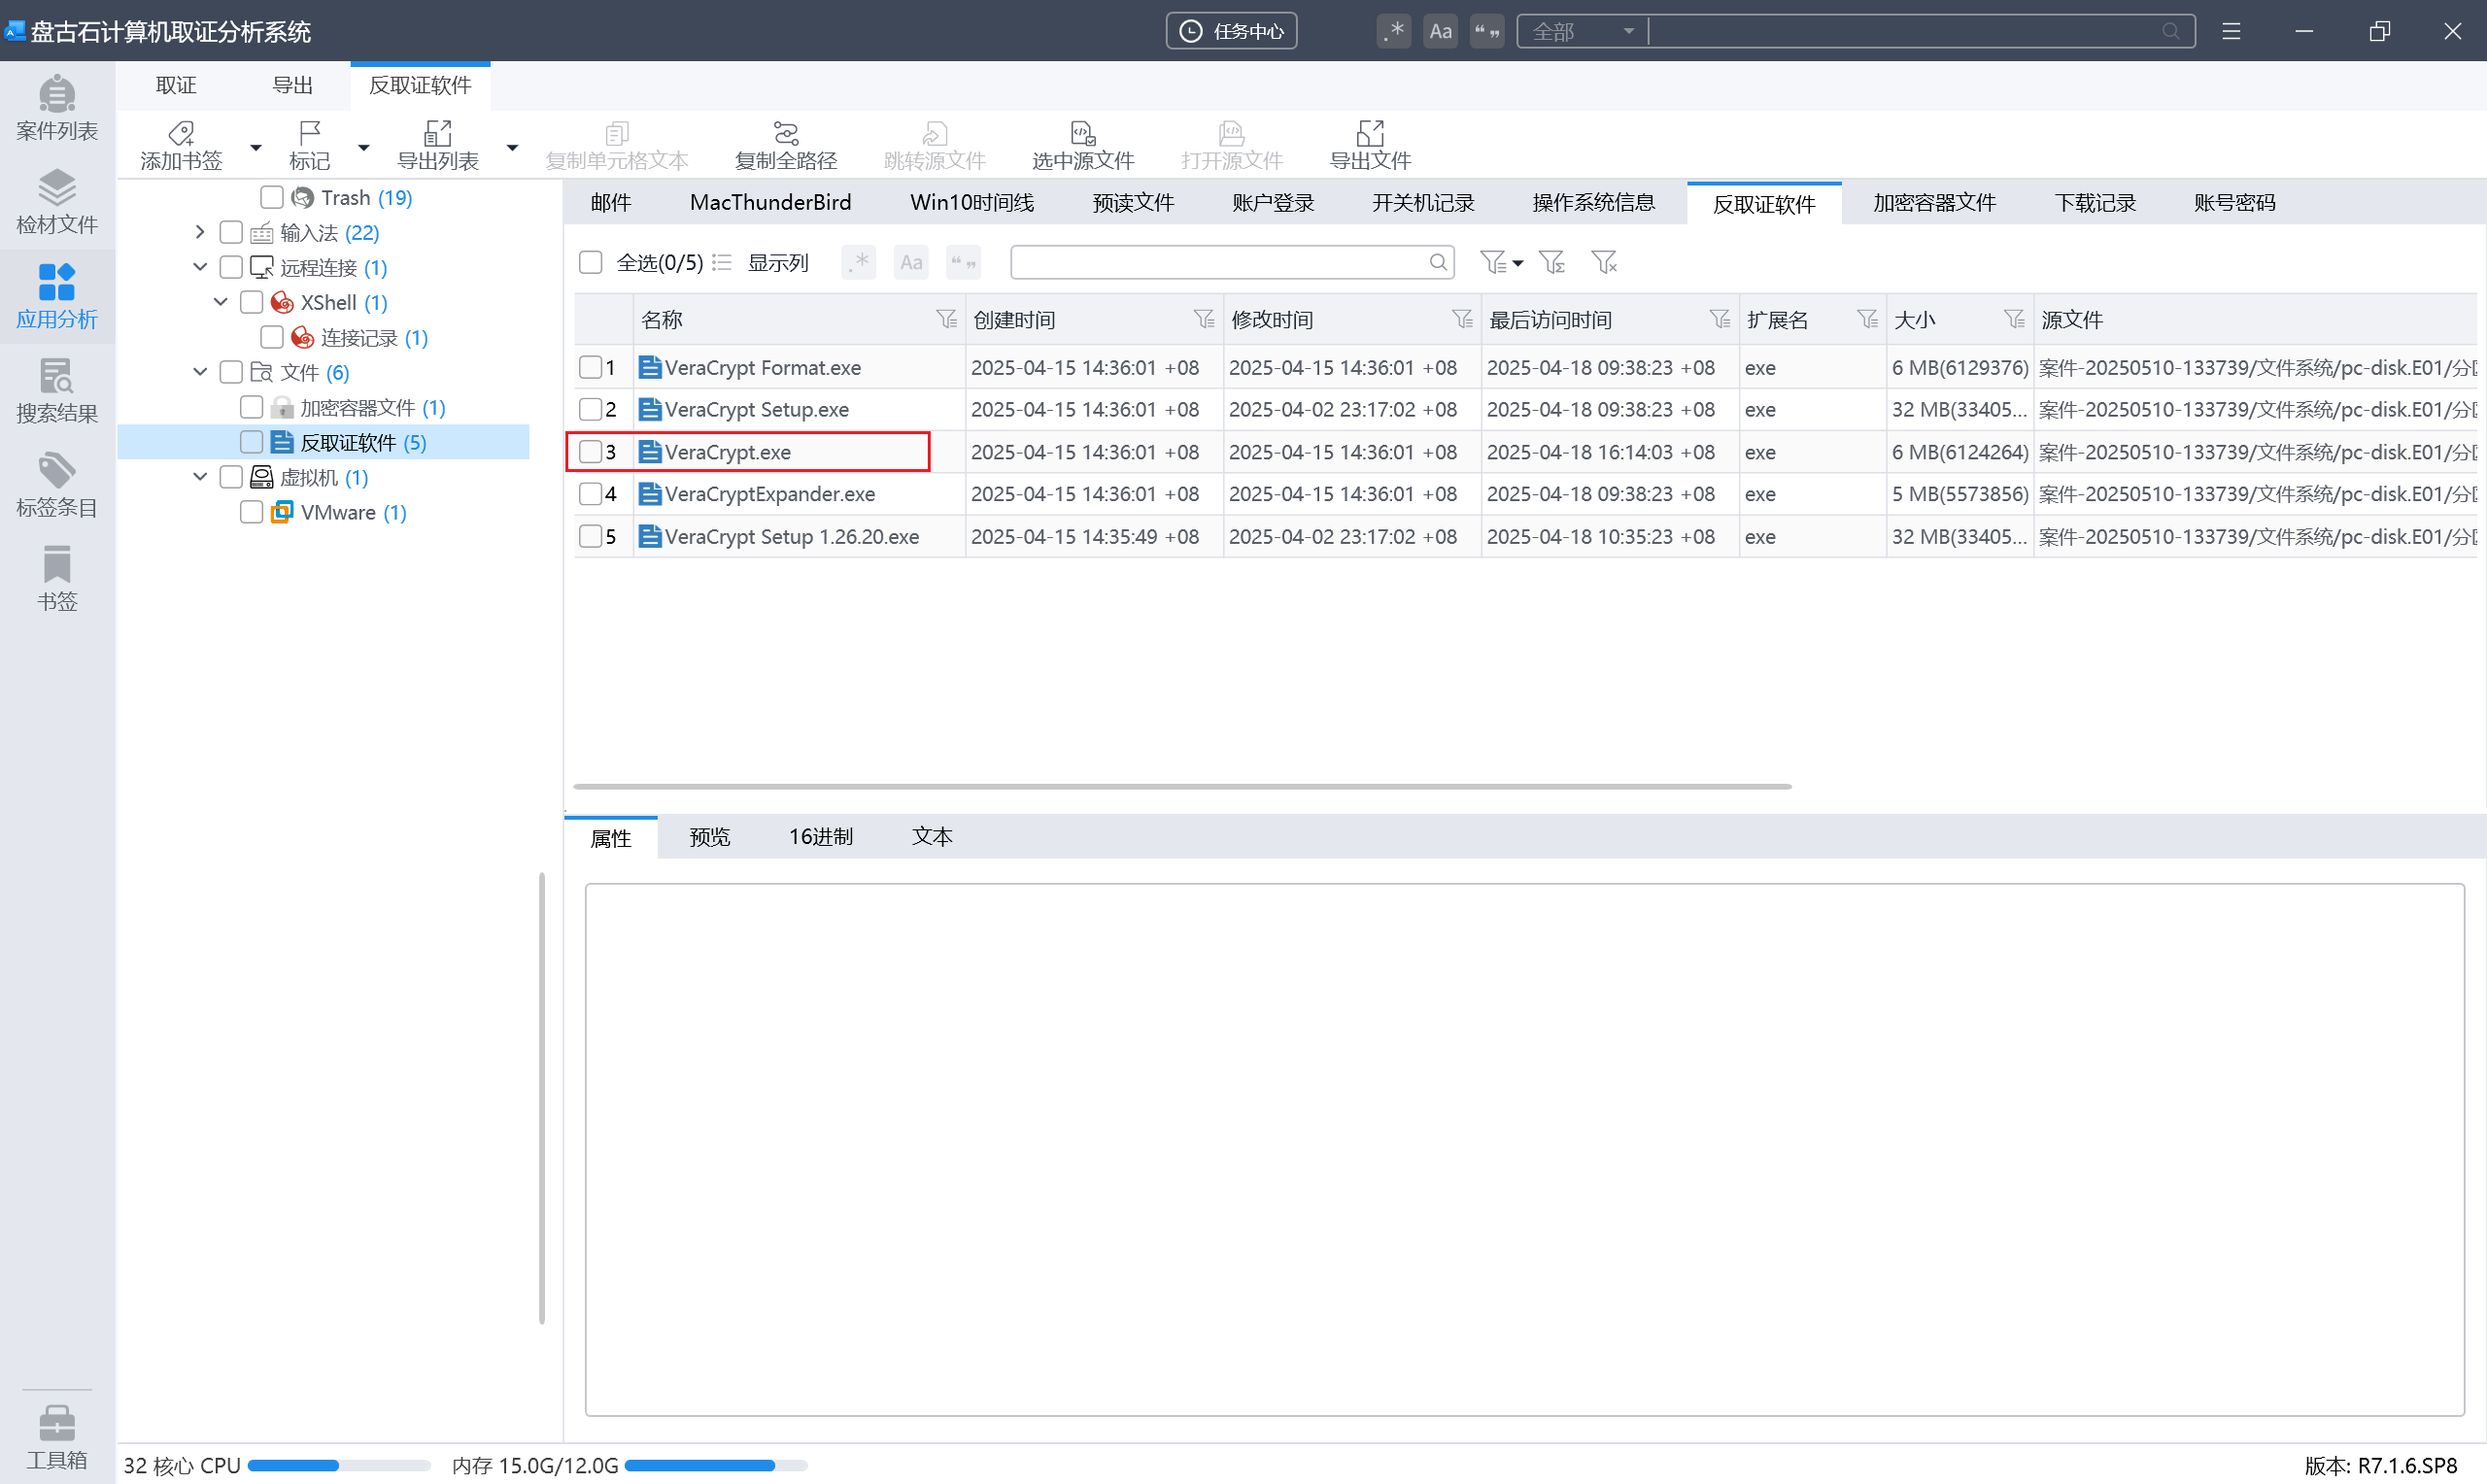 盘古石计算机取证分析系统
任务中心
.* Aa “ ” 全部
案件列表
检材文件
应用分析
搜索结果
标签条目
书签
工具箱
取证 导出 反取证软件
添加书签 标记 导出列表 复制单元格文本 复制全路径 跳转源文件 选中源文件 打开源文件 导出文件
Trash (19)
输入法 (22)
远程连接 (1)
XShell (1)
连接记录 (1)
文件 (6)
加密容器文件 (1)
反取证软件 (5)
虚拟机 (1)
VMware (1)
邮件 MacThunderBird Win10时间线 预读文件 账户登录 开关机记录 操作系统信息 反取证软件 加密容器文件 下载记录 账号密码
全选(0/5) 显示列 .* Aa “ ”
名称 创建时间 修改时间 最后访问时间 扩展名 大小 源文件
1 VeraCrypt Format.exe 2025-04-15 14:36:01 +08 2025-04-15 14:36:01 +08 2025-04-18 09:38:23 +08 exe 6 MB(6129376) 案件-20250510-133739/文件系统/pc-disk.E01/分区
2 VeraCrypt Setup.exe 2025-04-15 14:36:01 +08 2025-04-02 23:17:02 +08 2025-04-18 09:38:23 +08 exe 32 MB(33405... 案件-20250510-133739/文件系统/pc-disk.E01/分区
3 VeraCrypt.exe 2025-04-15 14:36:01 +08 2025-04-15 14:36:01 +08 2025-04-18 16:14:03 +08 exe 6 MB(6124264) 案件-20250510-133739/文件系统/pc-disk.E01/分区
4 VeraCryptExpander.exe 2025-04-15 14:36:01 +08 2025-04-15 14:36:01 +08 2025-04-18 09:38:23 +08 exe 5 MB(5573856) 案件-20250510-133739/文件系统/pc-disk.E01/分区
5 VeraCrypt Setup 1.26.20.exe 2025-04-15 14:35:49 +08 2025-04-02 23:17:02 +08 2025-04-18 10:35:23 +08 exe 32 MB(33405... 案件-20250510-133739/文件系统/pc-disk.E01/分区
属性 预览 16进制 文本
32 核心 CPU 内存 15.0G/12.0G 版本: R7.1.6.SP8